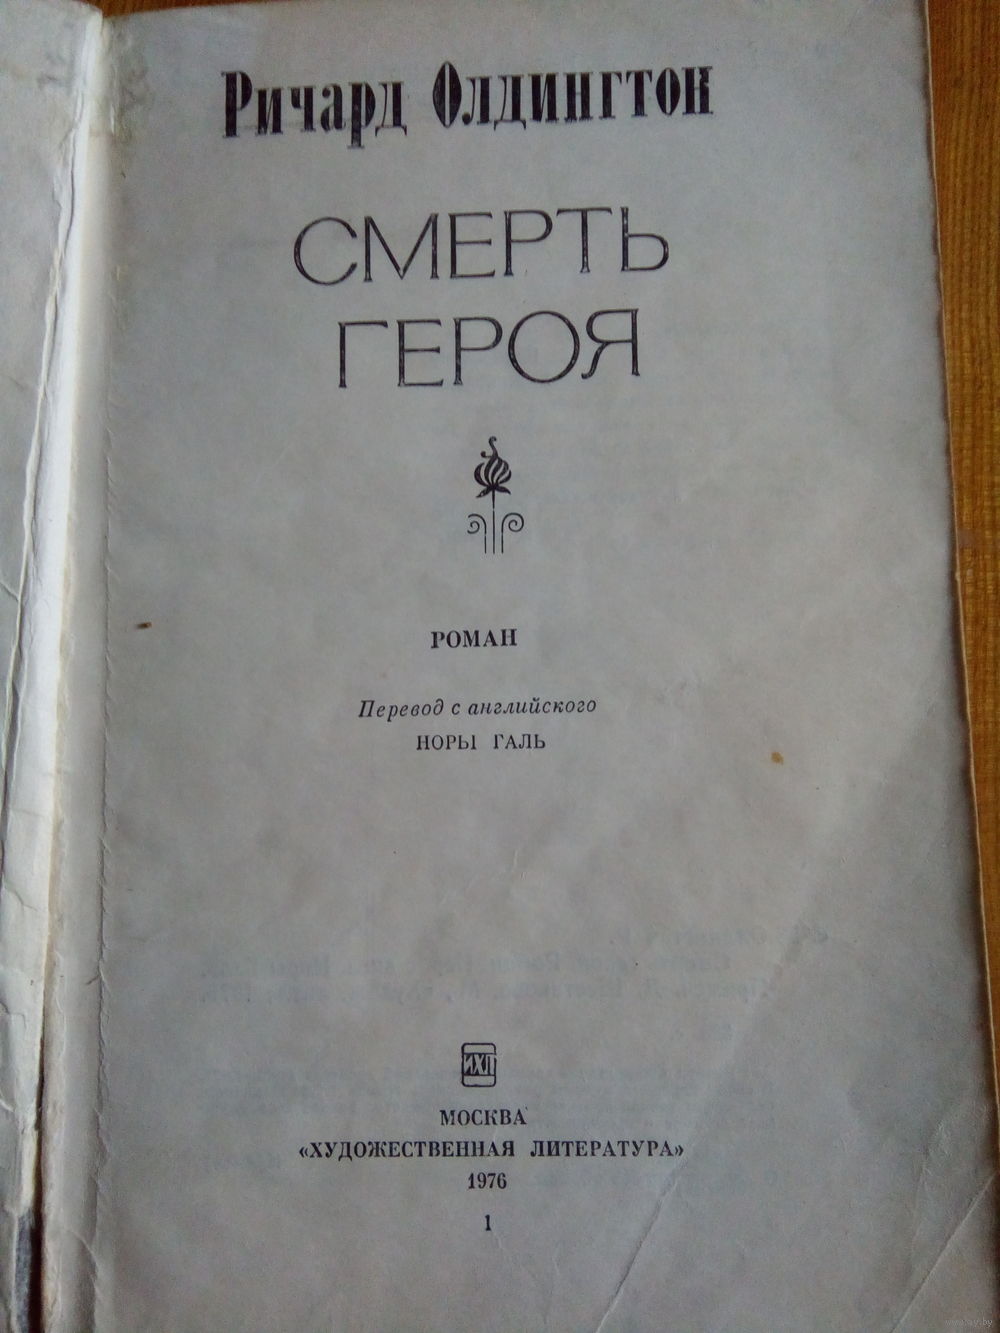 Ричард Олдингтон
СМЕРТЬ
ГЕРОЯ
РОМАН
Перевод с английского
НОРЫ ГАЛЬ
ИХЛ
МОСКВА
«ХУДОЖЕСТВЕННАЯ ЛИТЕРАТУРА»
1976
1